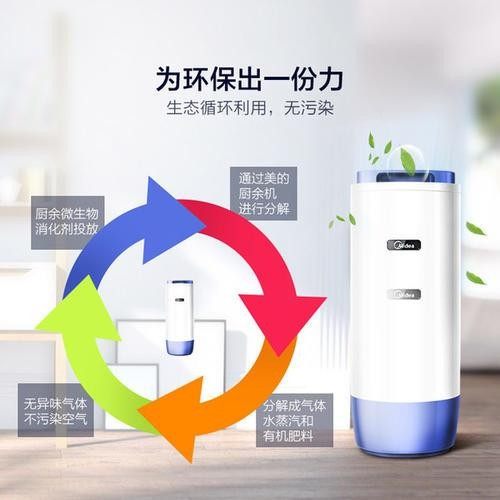 为环保出一份力
生态循环利用，无污染
厨余微生物
消化剂投放
通过美的
厨余机
进行分解
Midea
Midea
无异味气体
不污染空气
分解成气体
水蒸汽和
有机肥料